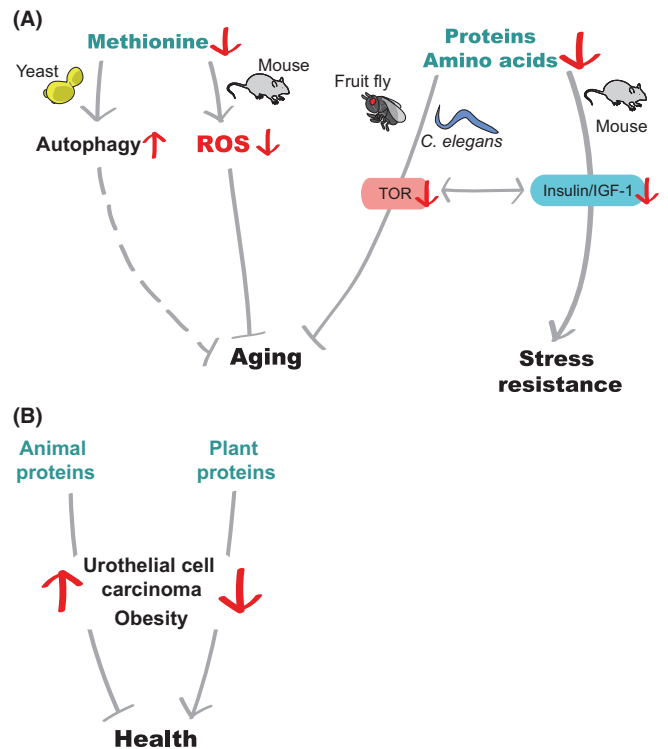 (A)
Methionine
Proteins
Amino acids
Yeast
Mouse
Fruit fly
C. elegans
Mouse
Autophagy
ROS
TOR
Insulin/IGF-1
Aging
Stress
resistance
(B)
Animal
proteins
Plant
proteins
Urothelial cell
carcinoma
Obesity
Health